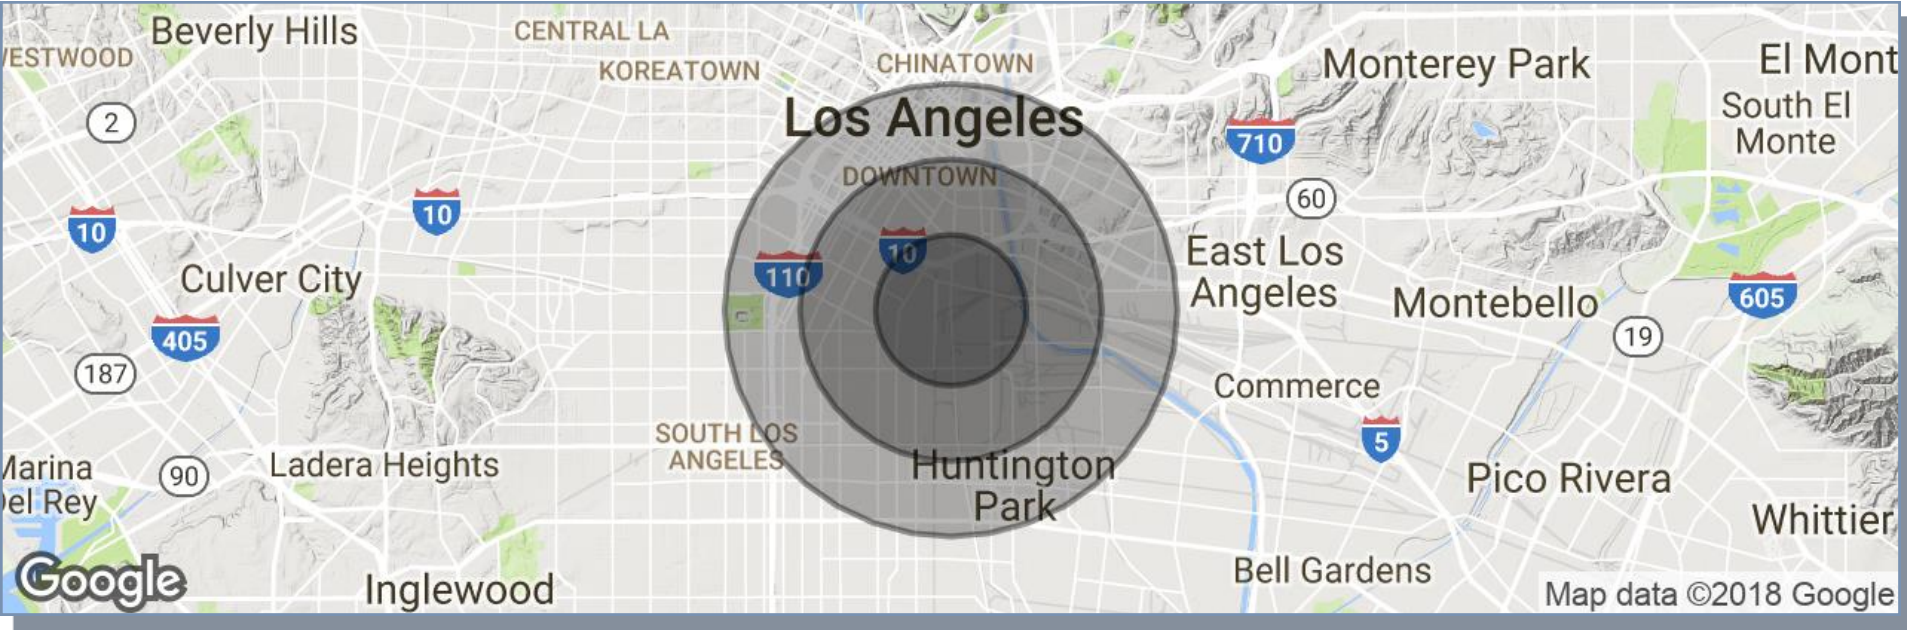 Beverly Hills
CENTRAL LA
WESTWOOD
KOREATOWN
CHINATOWN
Monterey Park
El Mont
2
Los Angeles
710
South El
Monte
DOWNTOWN
10
10
60
10
110
East Los
Angeles
Culver City
Montebello
605
405
19
187
Commerce
SOUTH LOS
ANGELES
5
Marina
Del Rey
90
Ladera Heights
Huntington
Park
Pico Rivera
Whittier
Google
Inglewood
Bell Gardens
Map data ©2018 Google